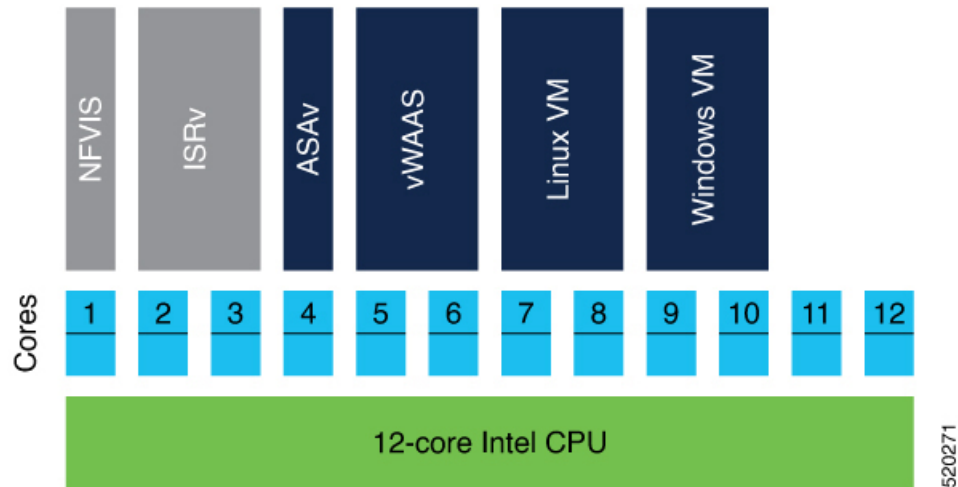 NFVIS
ISRv
ASAv
vWAAS
Linux VM
Windows VM
Cores
1 2 3 4 5 6 7 8 9 10 11 12
12-core Intel CPU
520271